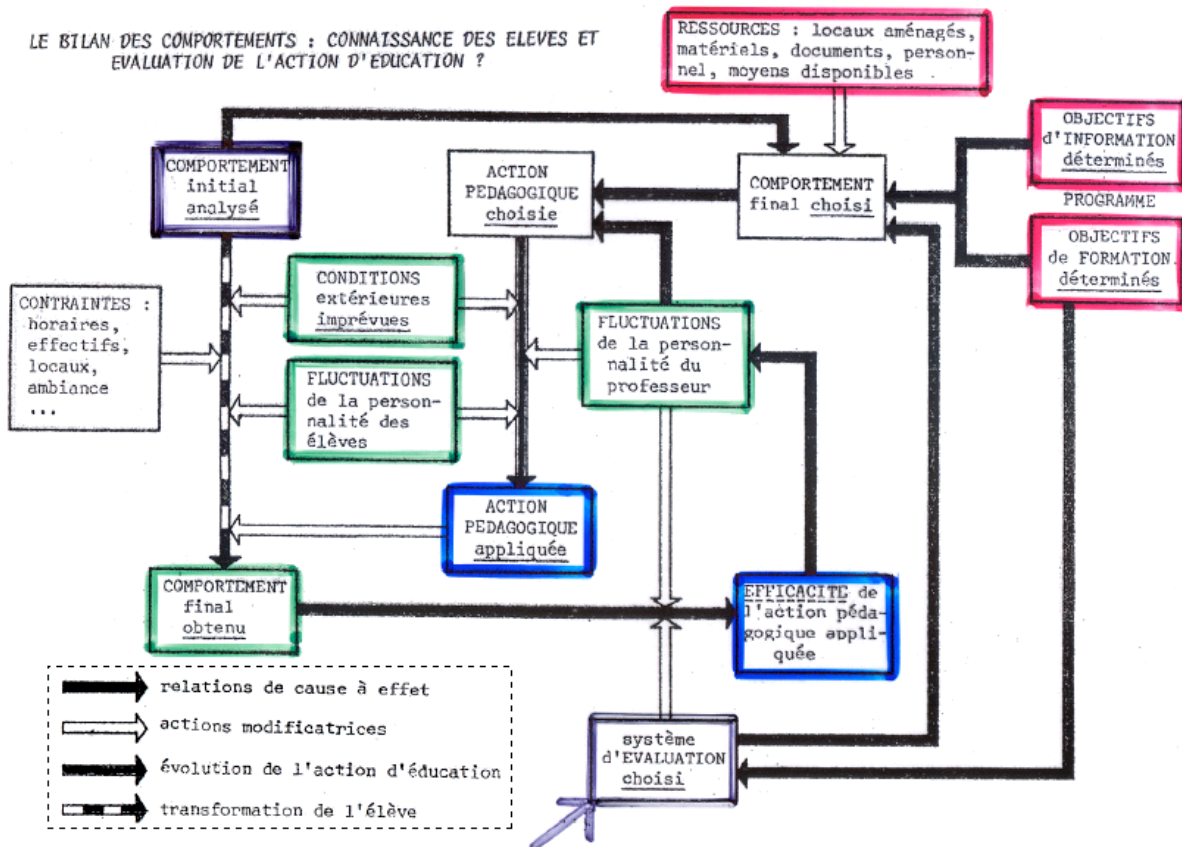 LE BILAN DES COMPORTEMENTS : CONNAISSANCE DES ELEVES ET
EVALUATION DE L'ACTION D'EDUCATION ?
RESSOURCES : locaux aménagés,
matériels, documents, person-
nel, moyens disponibles
COMPORTEMENT
initial
analysé
ACTION
PEDAGOGIQUE
choisie
COMPORTEMENT
final choisi
OBJECTIFS
d'INFORMATION
déterminés
PROGRAMME
OBJECTIFS
de FORMATION
déterminés
CONTRAINTES :
horaires,
effectifs,
locaux,
ambiance
...
CONDITIONS
extérieures
imprévues
FLUCTUATIONS
de la person-
nalité des
élèves
FLUCTUATIONS
de la person-
nalité du
professeur
ACTION
PEDAGOGIQUE
appliquée
COMPORTEMENT
final
obtenu
EFFICACITE de
l'action péda-
gogique appli-
quée
système
d'EVALUATION
choisi
relations de cause à effet
actions modificatrices
évolution de l'action d'éducation
transformation de l'élève